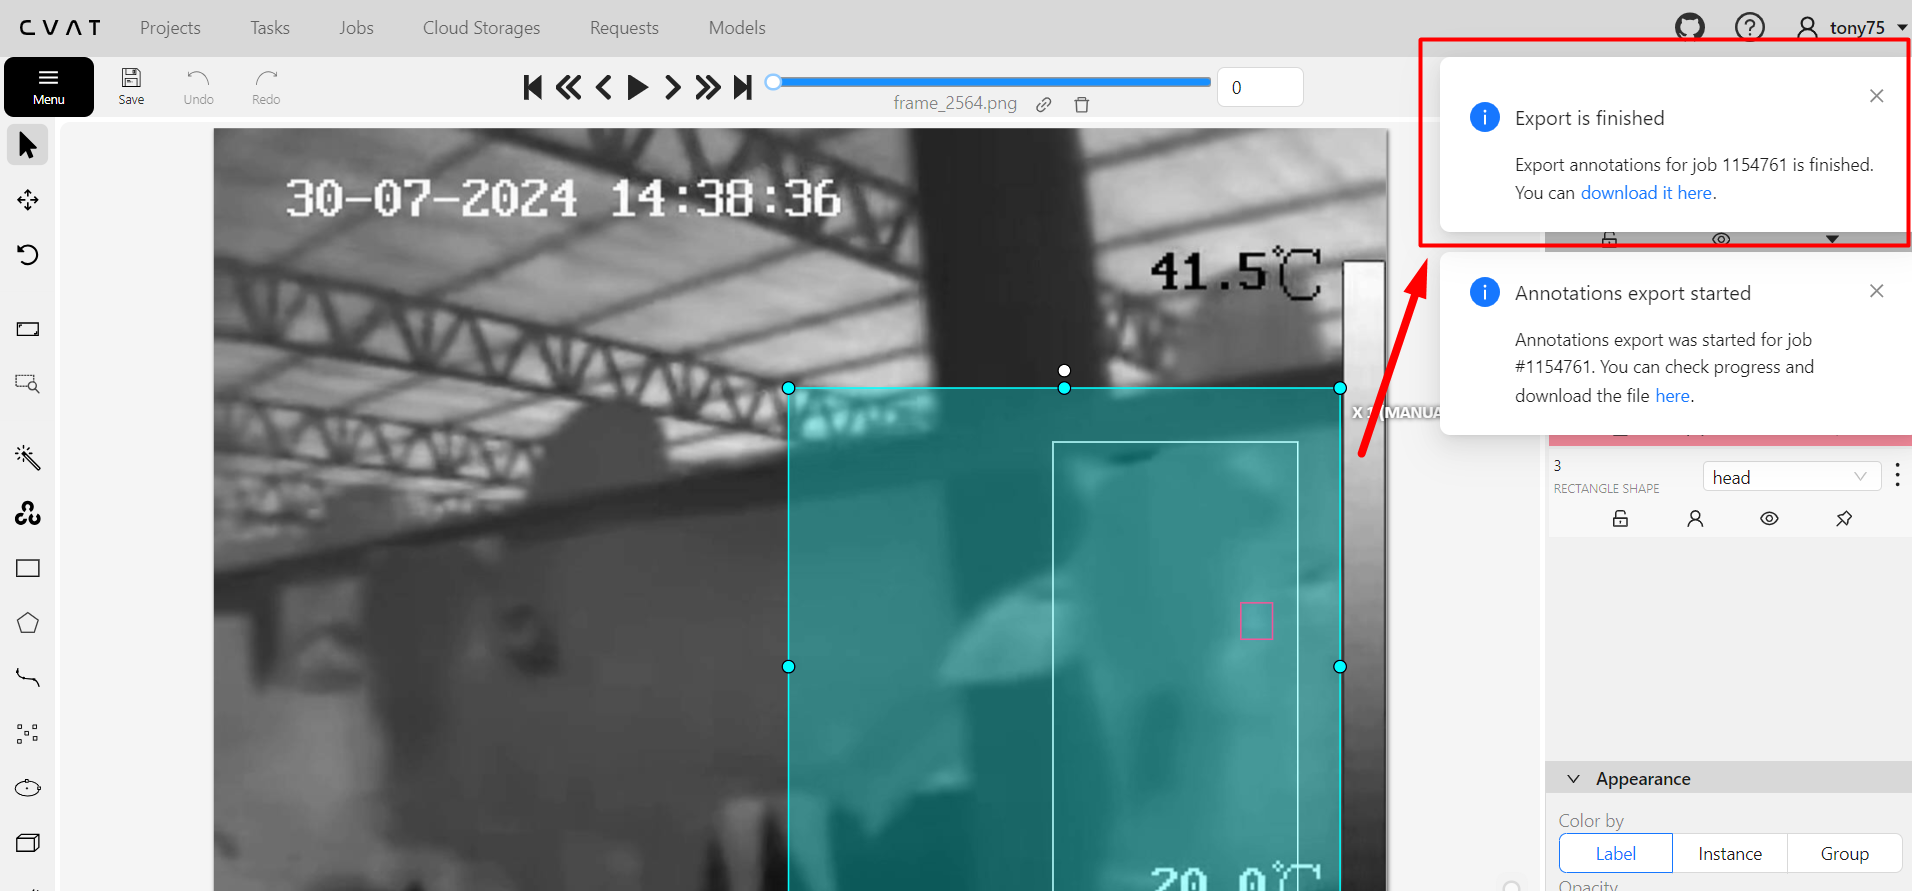 CVAT Projects Tasks Jobs Cloud Storages Requests Models tony75
Menu Save Undo Redo
0
frame_2564.png
Export is finished
Export annotations for job 1154761 is finished.
You can download it here.
30-07-2024 14:38:36
41.5°C
Annotations export started
Annotations export was started for job
#1154761. You can check progress and
download the file here.
3
RECTANGLE SHAPE
head
Appearance
Color by
Label Instance Group
20.0°C
Opacity